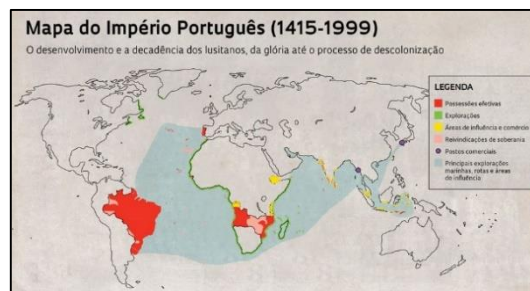 Mapa do Império Português (1415-1999)
O desenvolvimento e a decadência dos lusitanos, da glória até o processo de descolonização
LEGENDA
Possessões efetivas
Explorações
Áreas de influência e comércio
Reivindicações de soberania
Postos comerciais
Principais explorações
marinhas, rotas e áreas
de influência